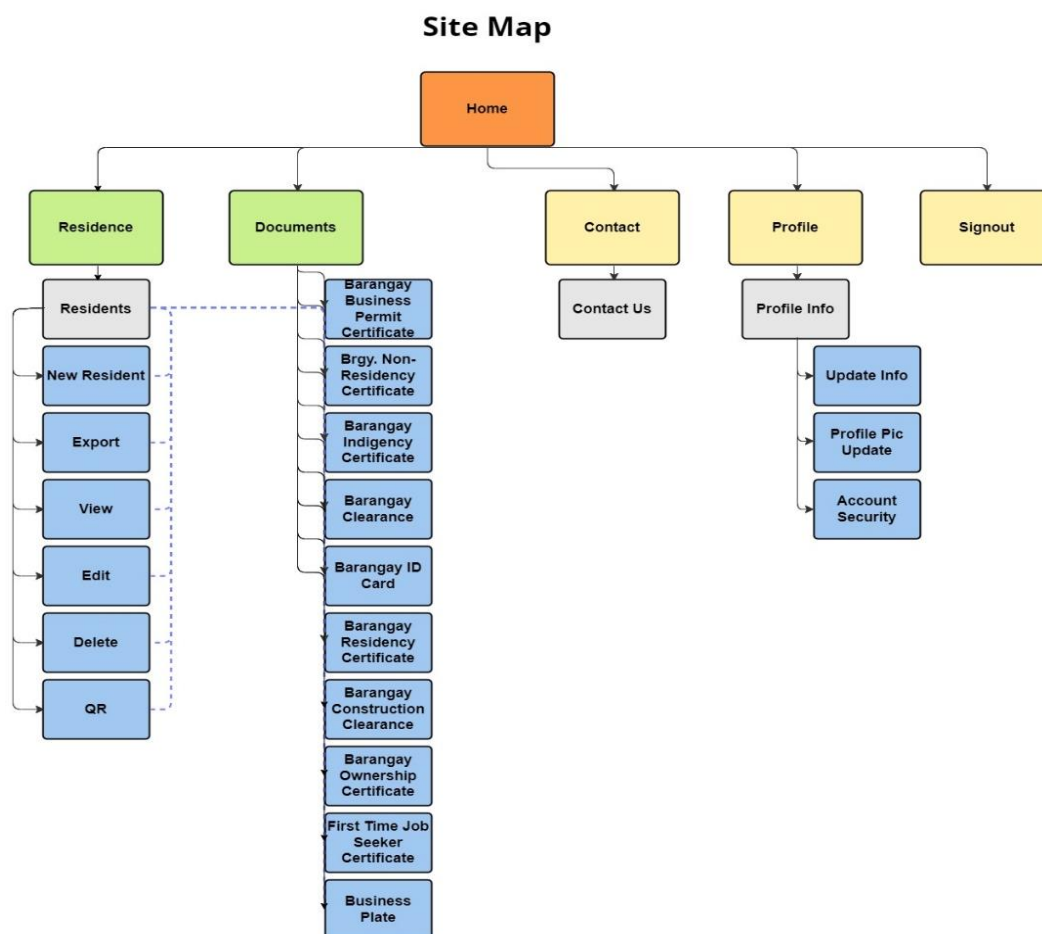 Site Map
Home
Residence
Documents
Contact
Profile
Signout
Residents
Barangay
Business
Permit
Certificate
Contact Us
Profile Info
New Resident
Brgy. Non-
Residency
Certificate
Update Info
Export
Barangay
Indigency
Certificate
Profile Pic
Update
View
Barangay
Clearance
Account
Security
Edit
Barangay ID
Card
Delete
Barangay
Residency
Certificate
QR
Barangay
Construction
Clearance
Barangay
Ownership
Certificate
First Time Job
Seeker
Certificate
Business
Plate